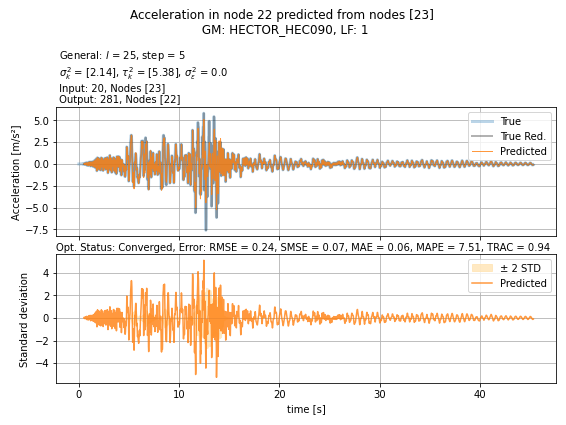 Acceleration in node 22 predicted from nodes [23]
GM: HECTOR_HEC090, LF: 1
General: l = 25, step = 5
σ²ₖ = [2.14], τ²ₖ = [5.38], σ²ε = 0.0
Input: 20, Nodes [23]
Output: 281, Nodes [22]
Acceleration [m/s²]
5.0
2.5
0.0
−2.5
−5.0
−7.5
True
True Red.
Predicted
Opt. Status: Converged, Error: RMSE = 0.24, SMSE = 0.07, MAE = 0.06, MAPE = 7.51, TRAC = 0.94
Standard deviation
4
2
0
−2
−4
± 2 STD
Predicted
0
10
20
30
40
time [s]